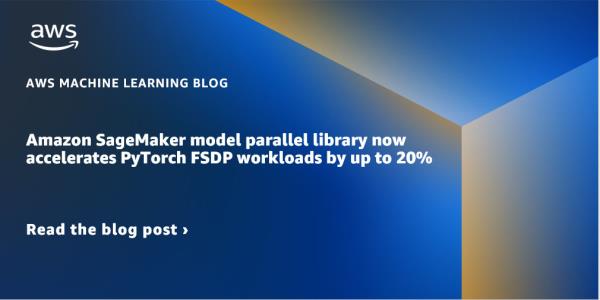 aws
AWS MACHINE LEARNING BLOG
Amazon SageMaker model parallel library now
accelerates PyTorch FSDP workloads by up to 20%
Read the blog post ›